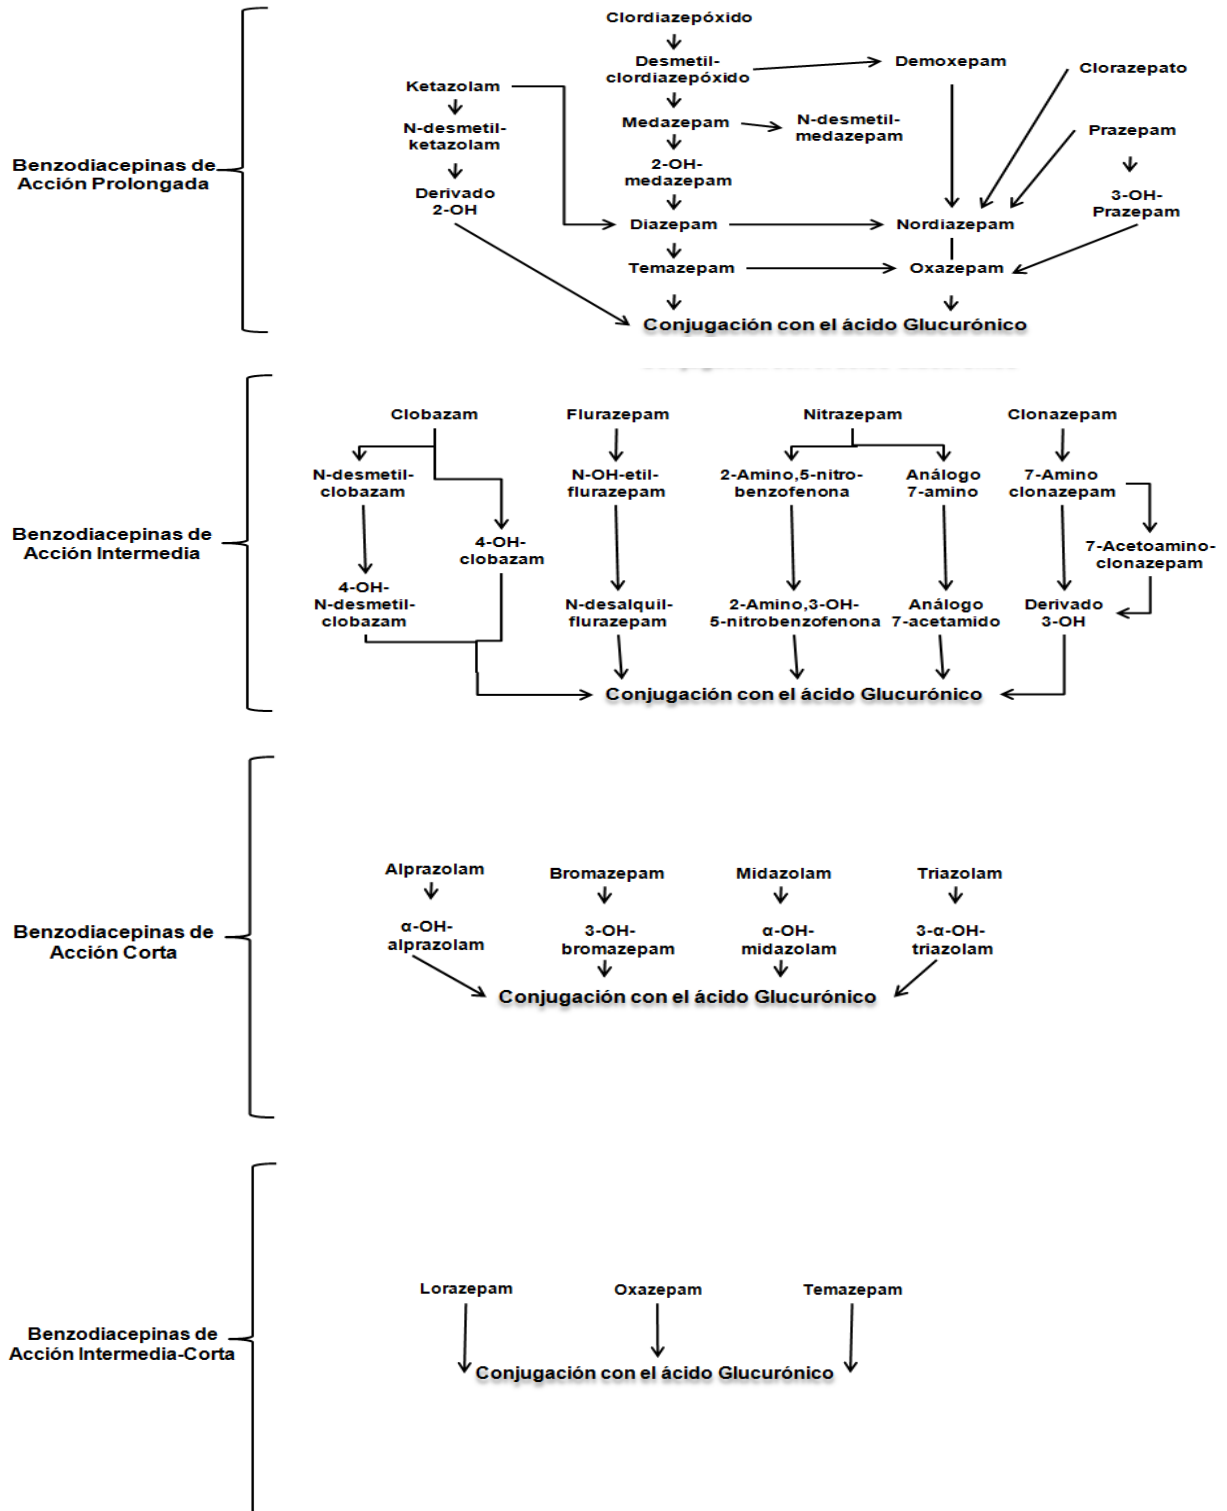 Benzodiacepinas de
Acción Prolongada
Clordiazepóxido
Desmetil-
clordiazepóxido
Demoxepam
Clorazepato
Ketazolam
N-desmetil-
ketazolam
Medazepam
N-desmetil-
medazepam
Prazepam
2-OH-
medazepam
Derivado
2-OH
3-OH-
Prazepam
Diazepam
Nordiazepam
Temazepam
Oxazepam
Conjugación con el ácido Glucurónico
Benzodiacepinas de
Acción Intermedia
Clobazam
Flurazepam
Nitrazepam
Clonazepam
N-desmetil-
clobazam
N-OH-etil-
flurazepam
2-Amino,5-nitro-
benzofenona
Análogo
7-amino
7-Amino
clonazepam
4-OH-
clobazam
7-Acetoamino-
clonazepam
4-OH-
N-desmetil-
clobazam
N-desalquil-
flurazepam
2-Amino,3-OH-
5-nitrobenzofenona
Análogo
7-acetamido
Derivado
3-OH
Conjugación con el ácido Glucurónico
Benzodiacepinas de
Acción Corta
Alprazolam
Bromazepam
Midazolam
Triazolam
α-OH-
alprazolam
3-OH-
bromazepam
α-OH-
midazolam
3-α-OH-
triazolam
Conjugación con el ácido Glucurónico
Benzodiacepinas de
Acción Intermedia-Corta
Lorazepam
Oxazepam
Temazepam
Conjugación con el ácido Glucurónico